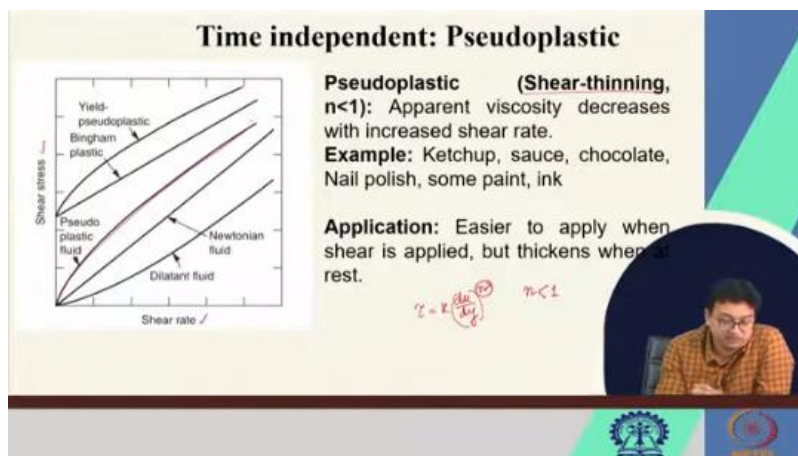 Time independent: Pseudoplastic
Yield-
pseudoplastic
Bingham
plastic
Shear stress
Pseudo
plastic
fluid
Newtonian
fluid
Dilatant fluid
Shear rate
Pseudoplastic (Shear-thinning,
n<1): Apparent viscosity decreases
with increased shear rate.
Example: Ketchup, sauce, chocolate,
Nail polish, some paint, ink
Application: Easier to apply when
shear is applied, but thickens when at
rest.
τ = K (du/dy)^n n<1